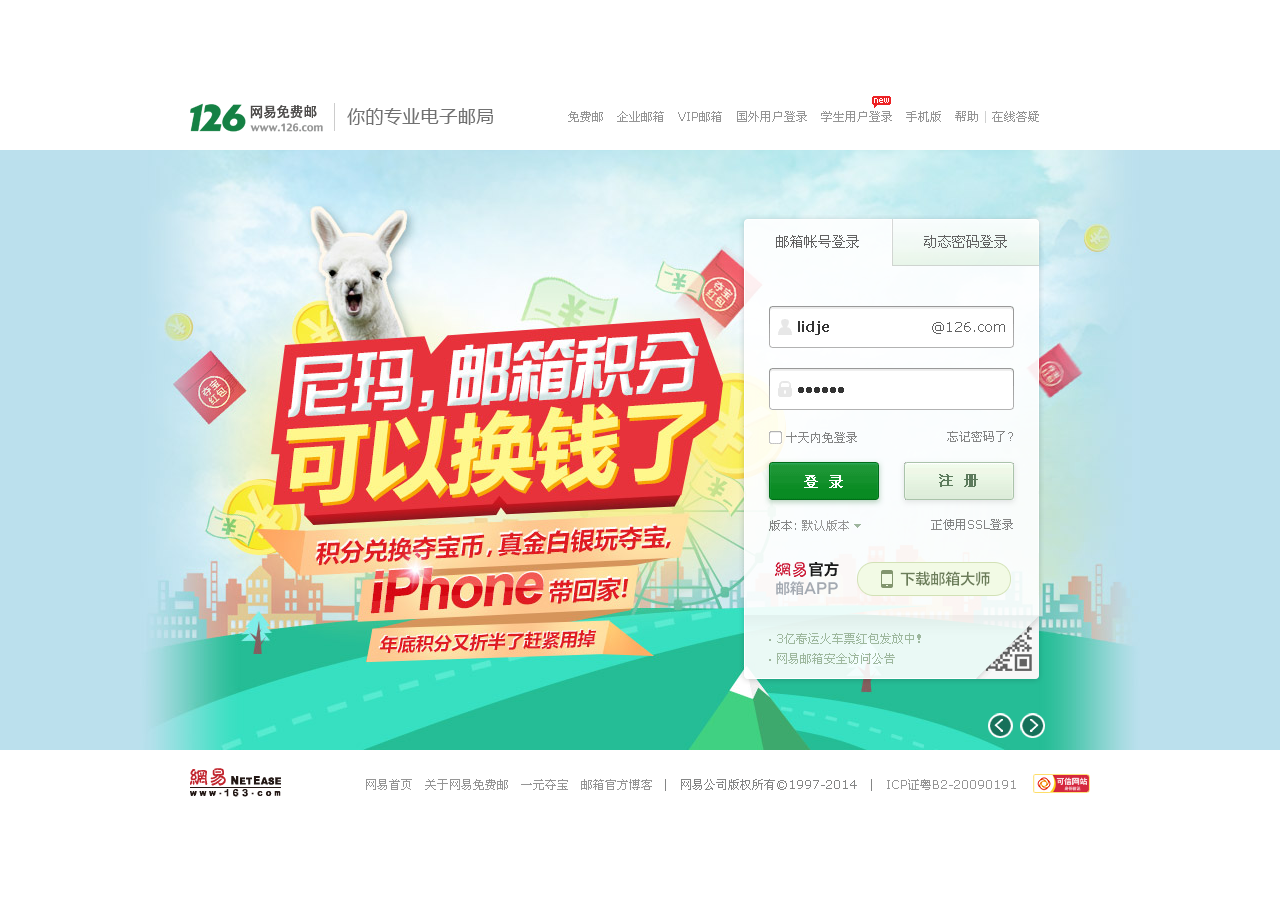 126 网易免费邮
www.126.com
你的专业电子邮局
免费邮 企业邮箱 VIP邮箱 国外用户登录 学生用户登录 new 手机版 帮助 | 在线答疑
尼玛,邮箱积分
可以换钱了
积分兑换夺宝币,真金白银玩夺宝,
iPhone 带回家!
年底积分又折半了赶紧用掉
夺宝红包
夺宝红包
邮箱帐号登录 动态密码登录
lidje @126.com
••••••
十天内免登录 忘记密码了?
登 录 注 册
版本: 默认版本 正使用SSL登录
網易官方
邮箱APP
下载邮箱大师
· 3亿春运火车票红包发放中!
· 网易邮箱安全访问公告
網易 NETEASE
www.163.com
网易首页 关于网易免费邮 一元夺宝 邮箱官方博客 | 网易公司版权所有©1997-2014 | ICP证粤B2-20090191
可信网站